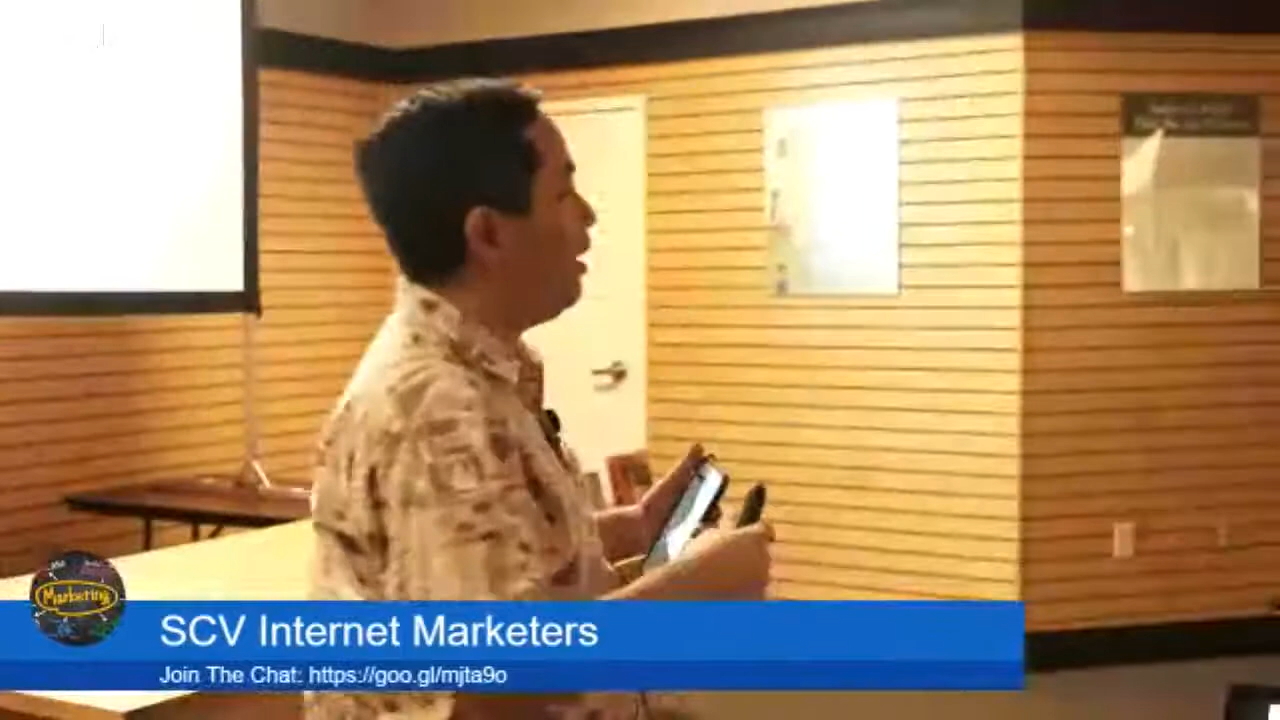 Marketing
SCV Internet Marketers
Join The Chat: https://goo.gl/mjta9o